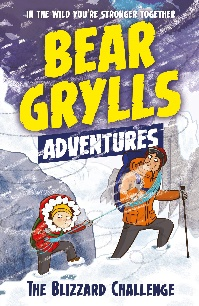 IN THE WILD YOU'RE STRONGER TOGETHER
BEAR
GRYLLS
ADVENTURES
THE BLIZZARD CHALLENGE